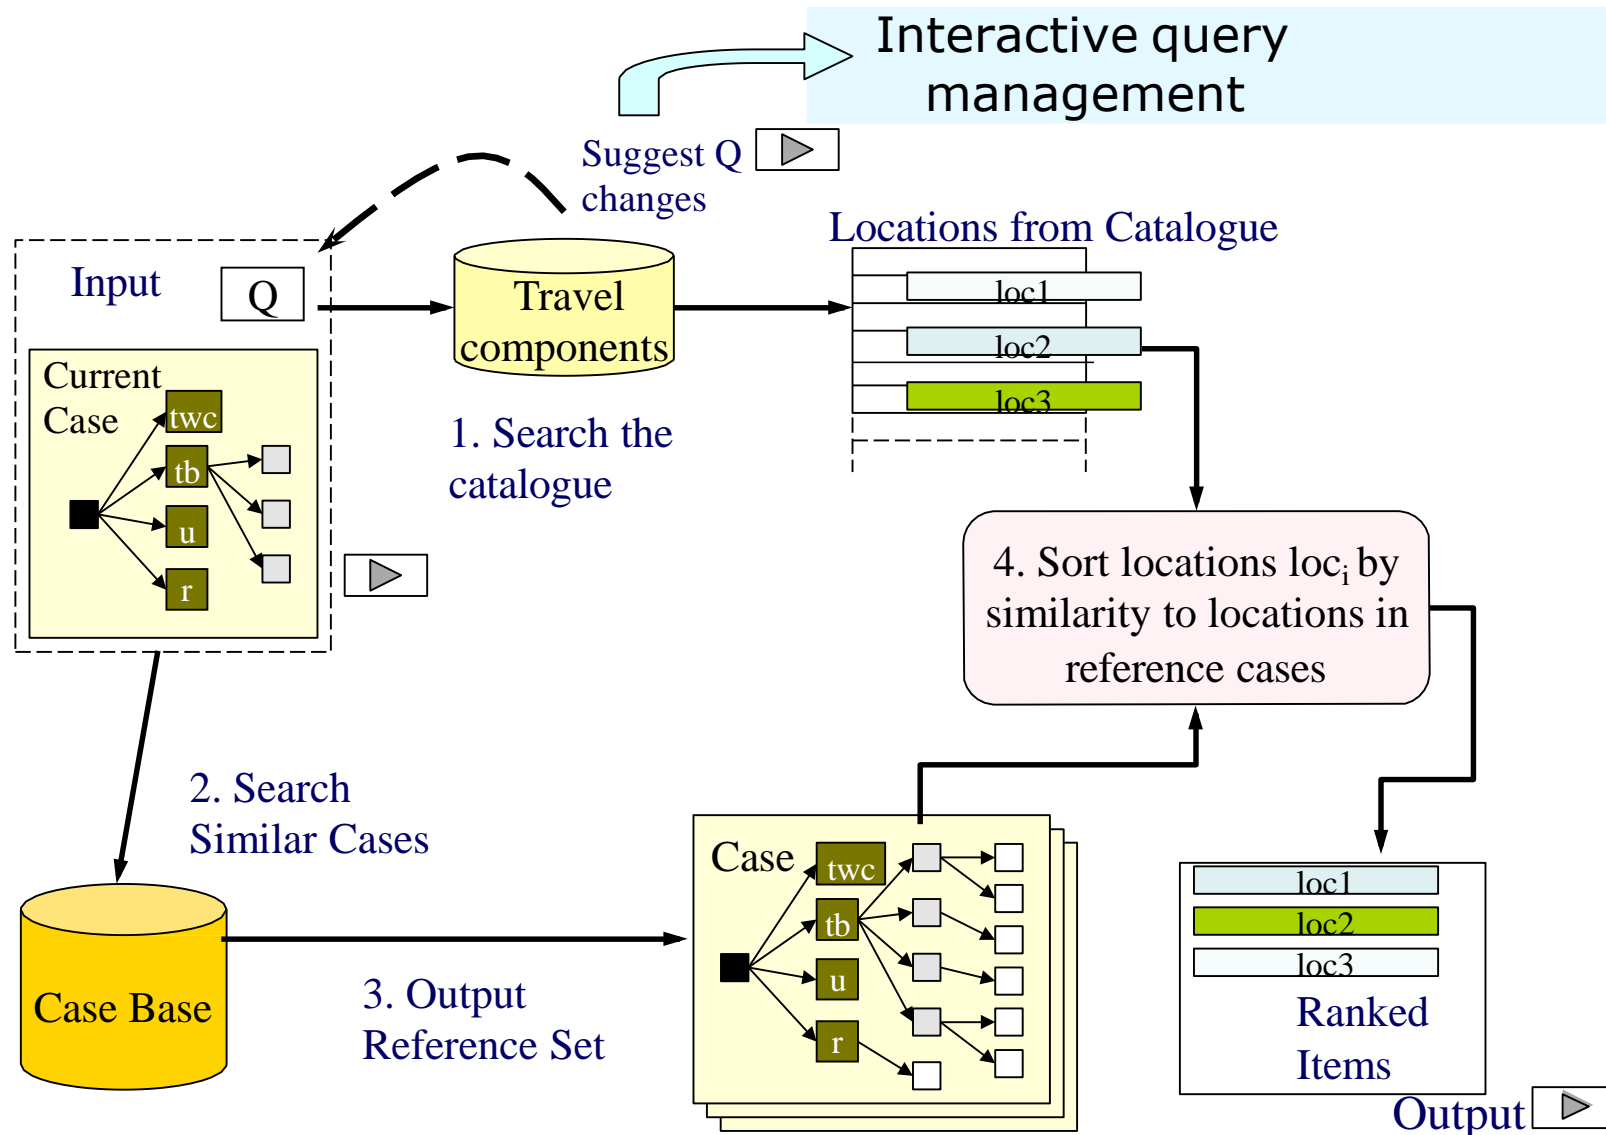 Interactive query
management
Suggest Q
changes
Locations from Catalogue
Input
Q
Travel
components
loc1
loc2
loc3
Current
Case
twc
tb
u
r
1. Search the
catalogue
4. Sort locations loci by
similarity to locations in
reference cases
2. Search
Similar Cases
Case
twc
tb
u
r
loc1
loc2
loc3
Ranked
Items
Case Base
3. Output
Reference Set
Output